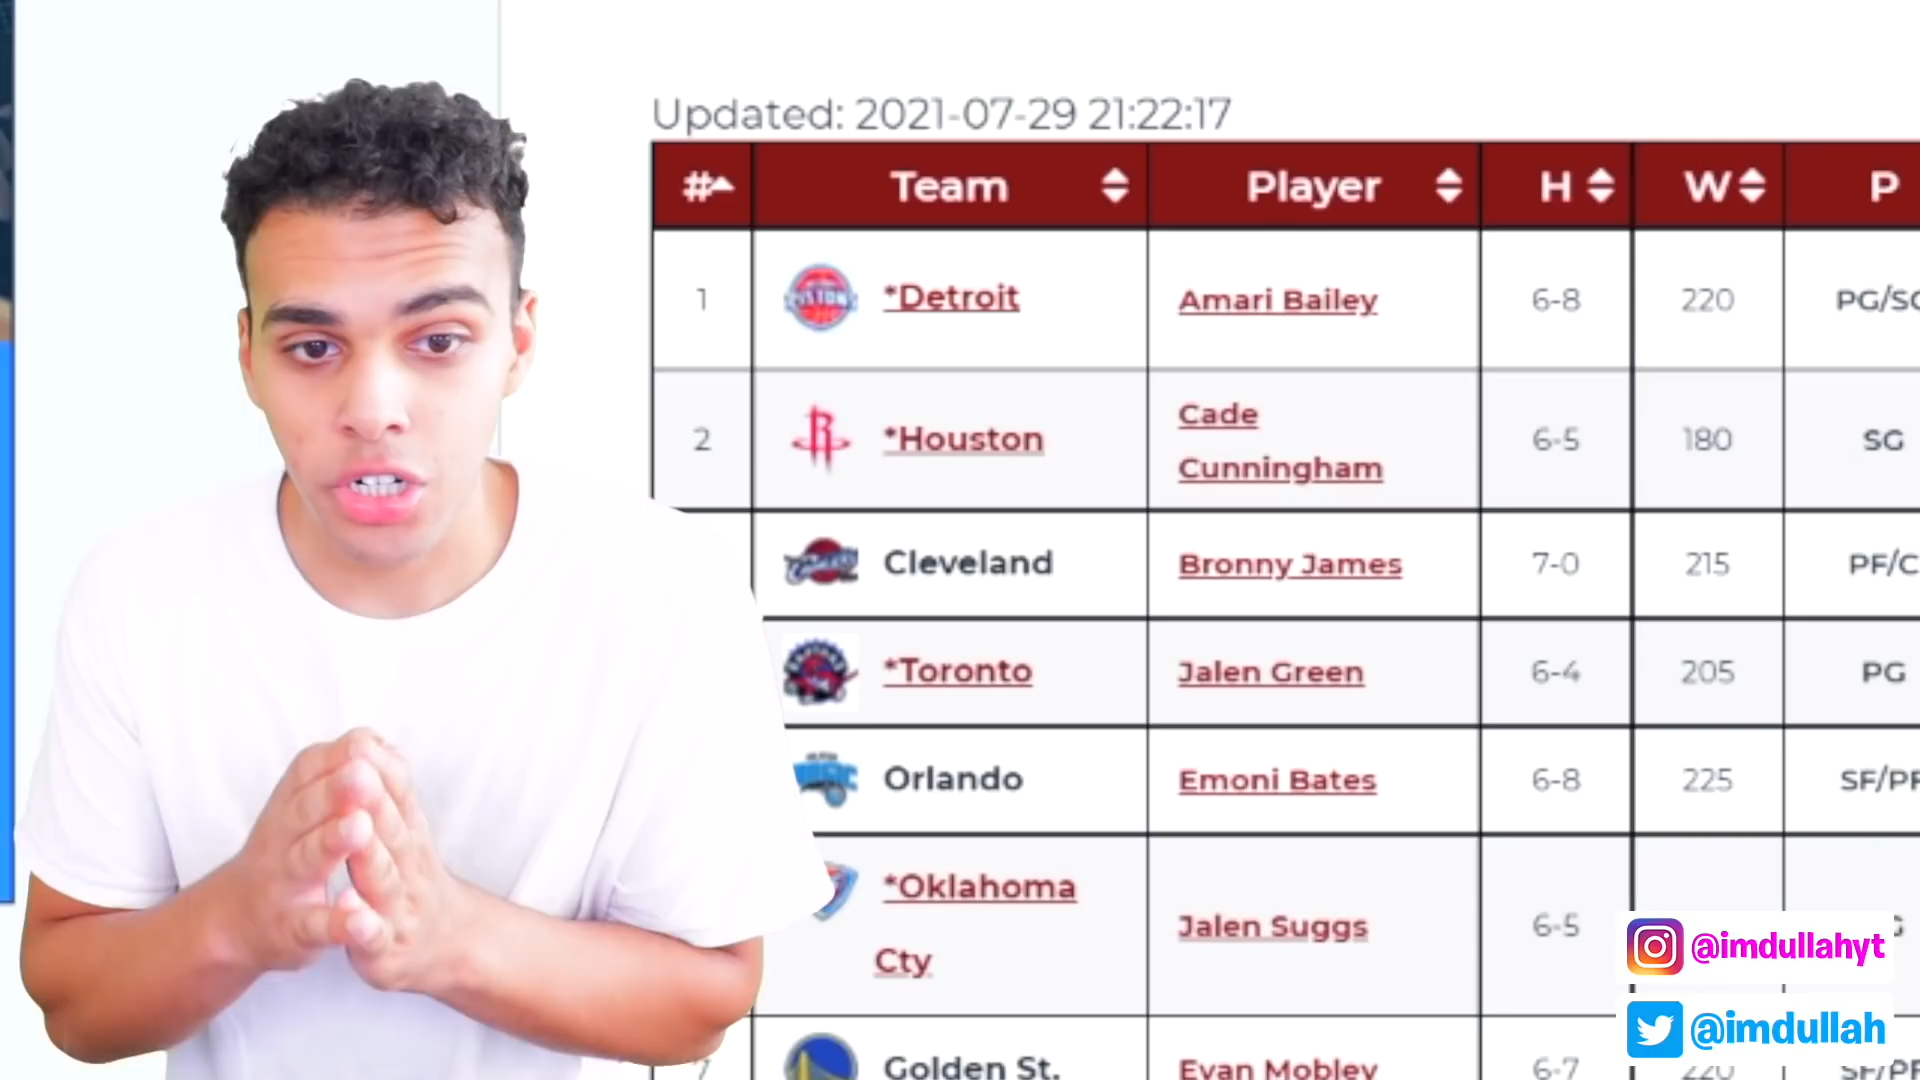 Updated: 2021-07-29 21:22:17
# Team Player H W P
1 *Detroit Amari Bailey 6-8 220
2 *Houston Cade Cunningham 6-5 180 SG
Cleveland Bronny James 7-0 215 PF/C
*Toronto Jalen Green 6-4 205 PG
Orlando Emoni Bates 6-8 225
*Oklahoma Cty Jalen Suggs 6-5
Golden St. Evan Mobley 6-7 220
@imdullahyt
@imdullah